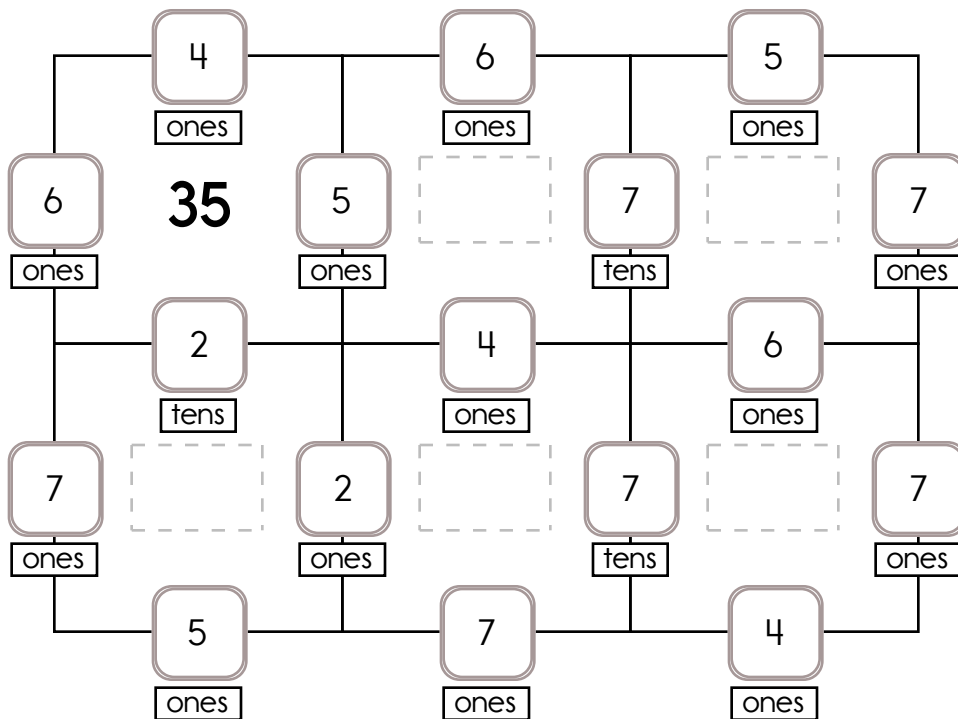 4 6 5
ones ones ones
6 35 5 7 7
ones ones tens ones
2 4 6
tens ones ones
7 2 7 7
ones ones tens ones
5 7 4
ones ones ones